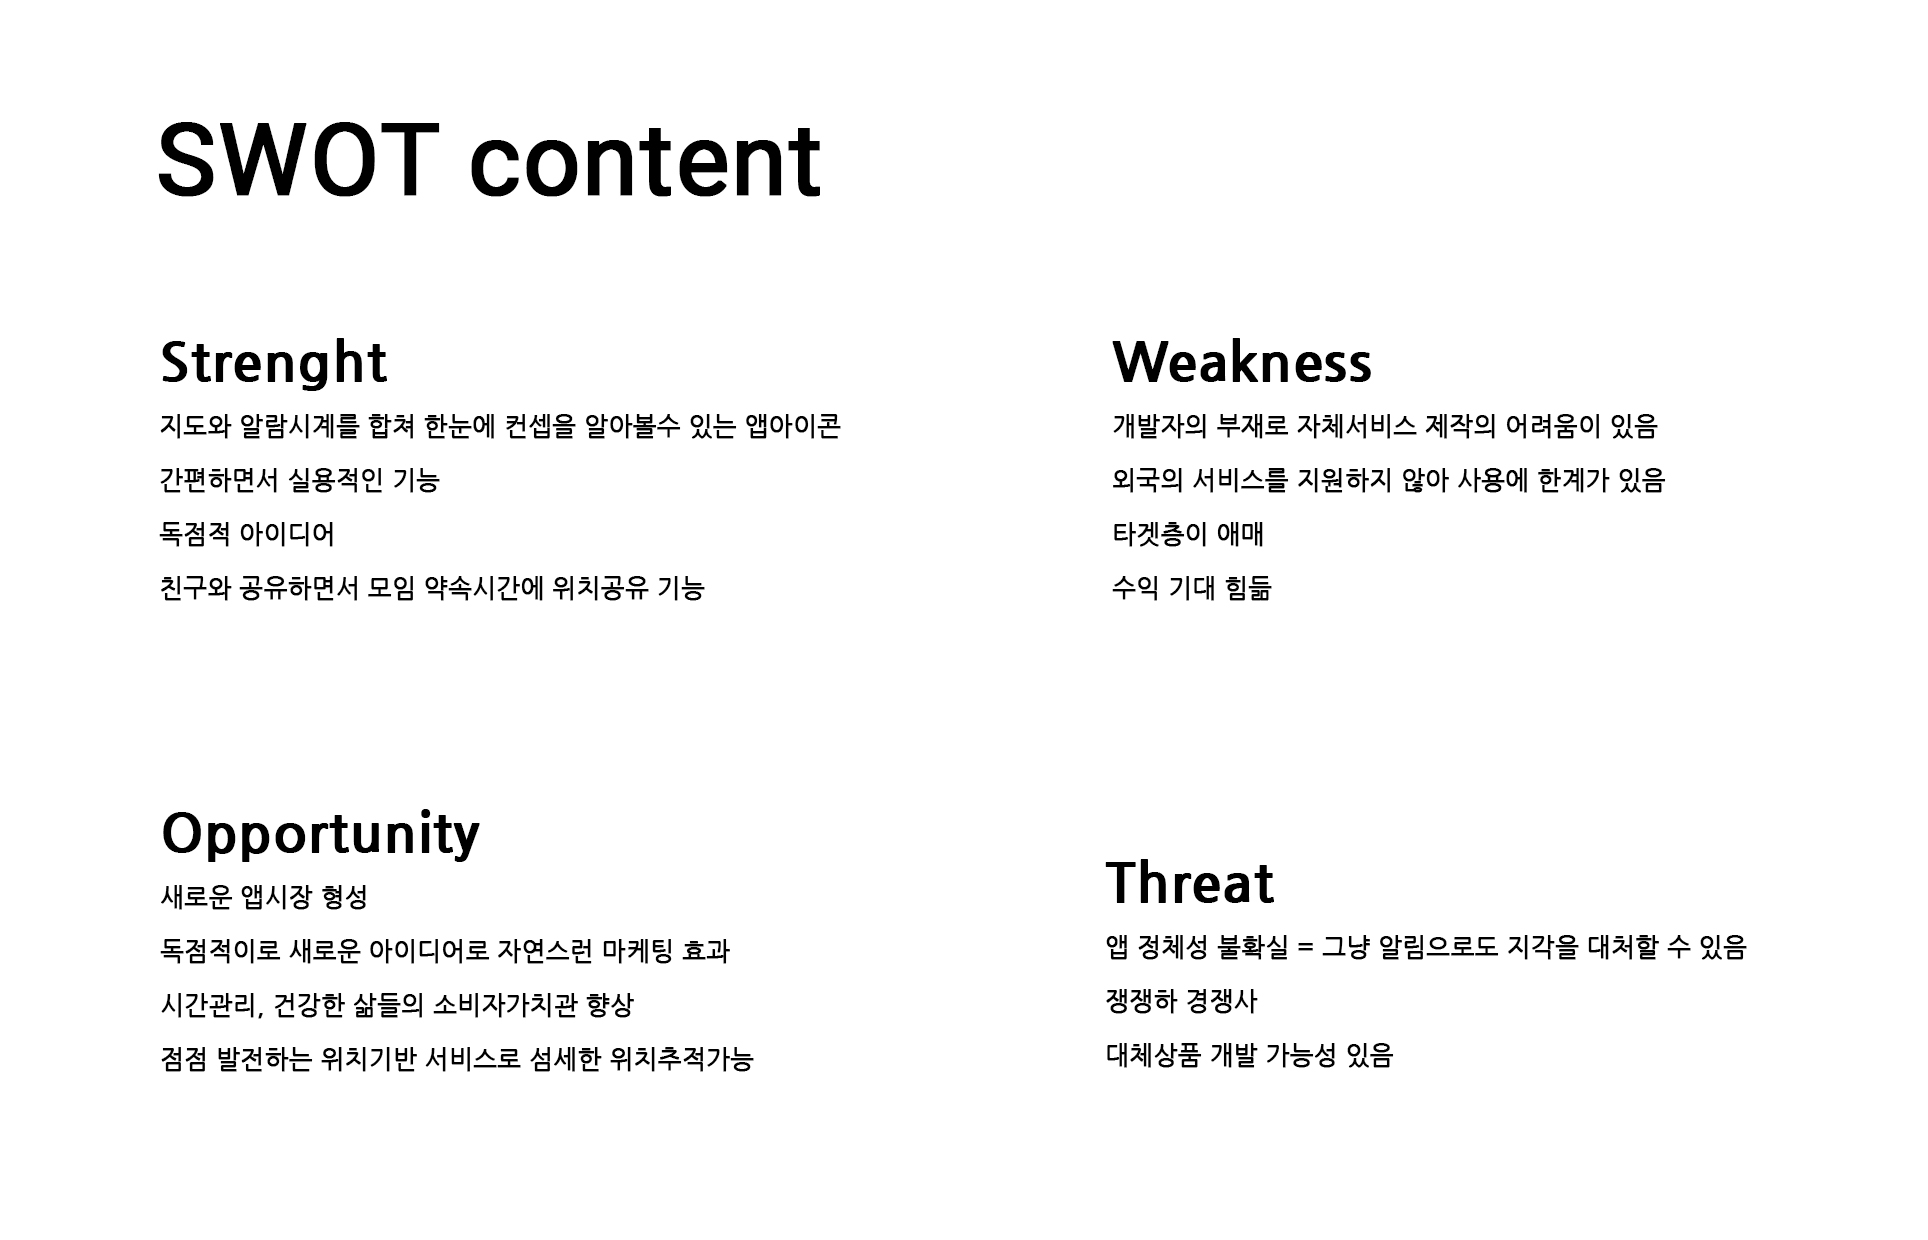 SWOT content
Strenght
지도와 알람시계를 합쳐 한눈에 컨셉을 알아볼수 있는 앱아이콘
간편하면서 실용적인 기능
독점적 아이디어
친구와 공유하면서 모임 약속시간에 위치공유 기능
Weakness
개발자의 부재로 자체서비스 제작의 어려움이 있음
외국의 서비스를 지원하지 않아 사용에 한계가 있음
타겟층이 애매
수익 기대 힘듦
Opportunity
새로운 앱시장 형성
독점적이로 새로운 아이디어로 자연스런 마케팅 효과
시간관리, 건강한 삶들의 소비자가치관 향상
점점 발전하는 위치기반 서비스로 섬세한 위치추적가능
Threat
앱 정체성 불확실 = 그냥 알림으로도 지각을 대처할 수 있음
쟁쟁하 경쟁사
대체상품 개발 가능성 있음